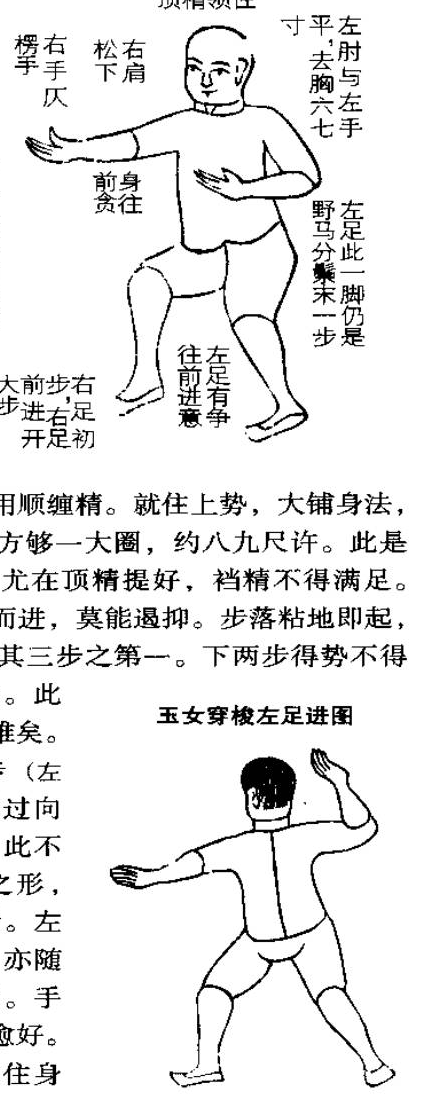 顶精领住
左肘与左手
平，去胸六七
寸
右肩
松下
右手仄
楞手
身往
前贪
左足此一脚仍是
野马分鬃末一步
左足有争
往前进意
右足初
步，右足
前进开
大步
用顺缠精。就住上势，大铺身法，
方够一大圈，约八九尺许。此是
尤在顶精提好，裆精不得满足。
而进，莫能遏抑。步落粘地即起，
其三步之第一。下两步得势不得
。此
玉女穿梭左足进图
难矣。
（左
过向
此不
之形，
。左
亦随
。手
愈好。
住身